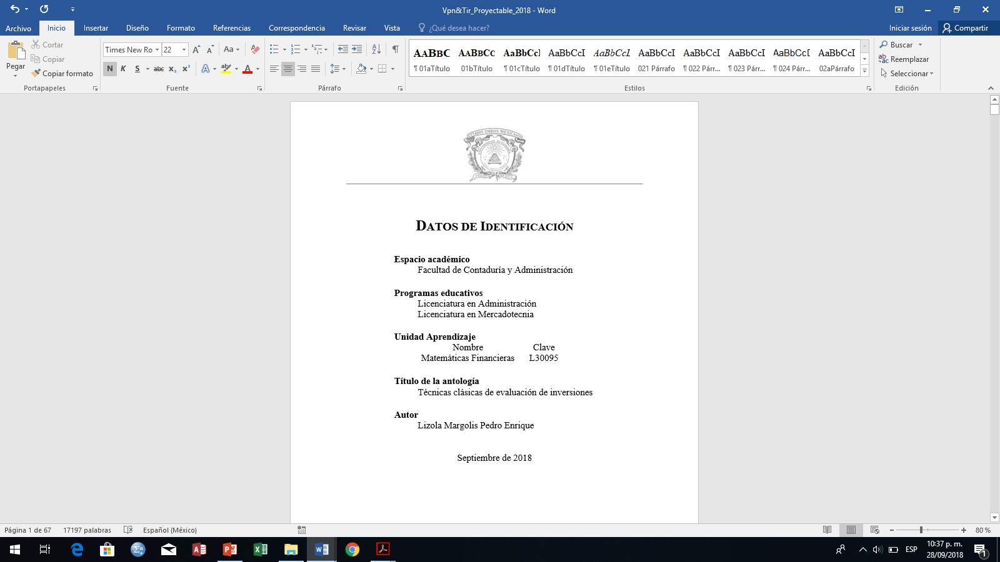 Vpn&Tir_Proyectable_2018 - Word
Archivo Inicio Insertar Diseño Formato Referencias Correspondencia Revisar Vista ¿Qué desea hacer? Iniciar sesión Compartir
Pegar
Cortar
Copiar
Copiar formato
Portapapeles
Times New Ro 22
N K S abc x₂ x²
Fuente
Párrafo
AABBC AABBCC AaBbCcI AaBbCcI AaBbCcL AaBbCcI AaBbCcI AaBbCcI AaBbCcI AaBbCcI
¶ 01aTítulo 01bTítulo ¶ 01cTítulo ¶ 01dTítulo ¶ 01eTítulo 021 Párrafo ¶ 022 Párr... ¶ 023 Párr... ¶ 024 Párr... 02aPárrafo
Estilos
Buscar
Reemplazar
Seleccionar
Edición
ESTADOS UNIDOS MEXICANOS
DATOS DE IDENTIFICACIÓN
Espacio académico
Facultad de Contaduría y Administración
Programas educativos
Licenciatura en Administración
Licenciatura en Mercadotecnia
Unidad Aprendizaje
Nombre Clave
Matemáticas Financieras L30095
Título de la antología
Técnicas clásicas de evaluación de inversiones
Autor
Lizola Margolis Pedro Enrique
Septiembre de 2018
Página 1 de 67 17197 palabras Español (México) 80 %
ESP
10:37 p. m.
28/09/2018
1